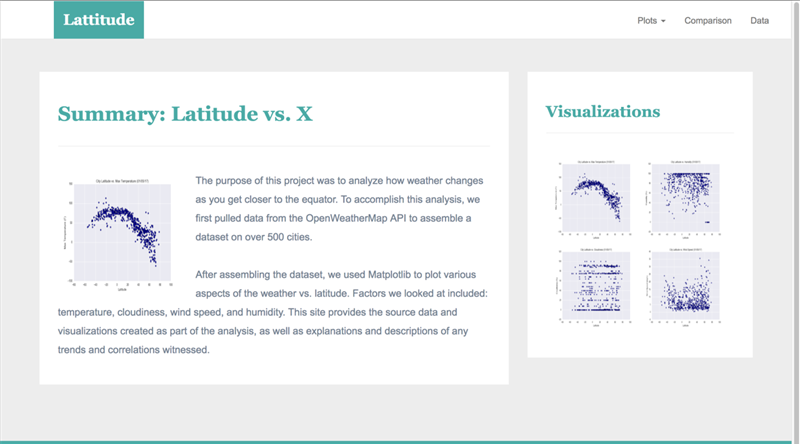 Lattitude
Plots
Comparison
Data
Summary: Latitude vs. X
The purpose of this project was to analyze how weather changes
as you get closer to the equator. To accomplish this analysis, we
first pulled data from the OpenWeatherMap API to assemble a
dataset on over 500 cities.
After assembling the dataset, we used Matplotlib to plot various
aspects of the weather vs. latitude. Factors we looked at included:
temperature, cloudiness, wind speed, and humidity. This site provides the source data and
visualizations created as part of the analysis, as well as explanations and descriptions of any
trends and correlations witnessed.
Visualizations